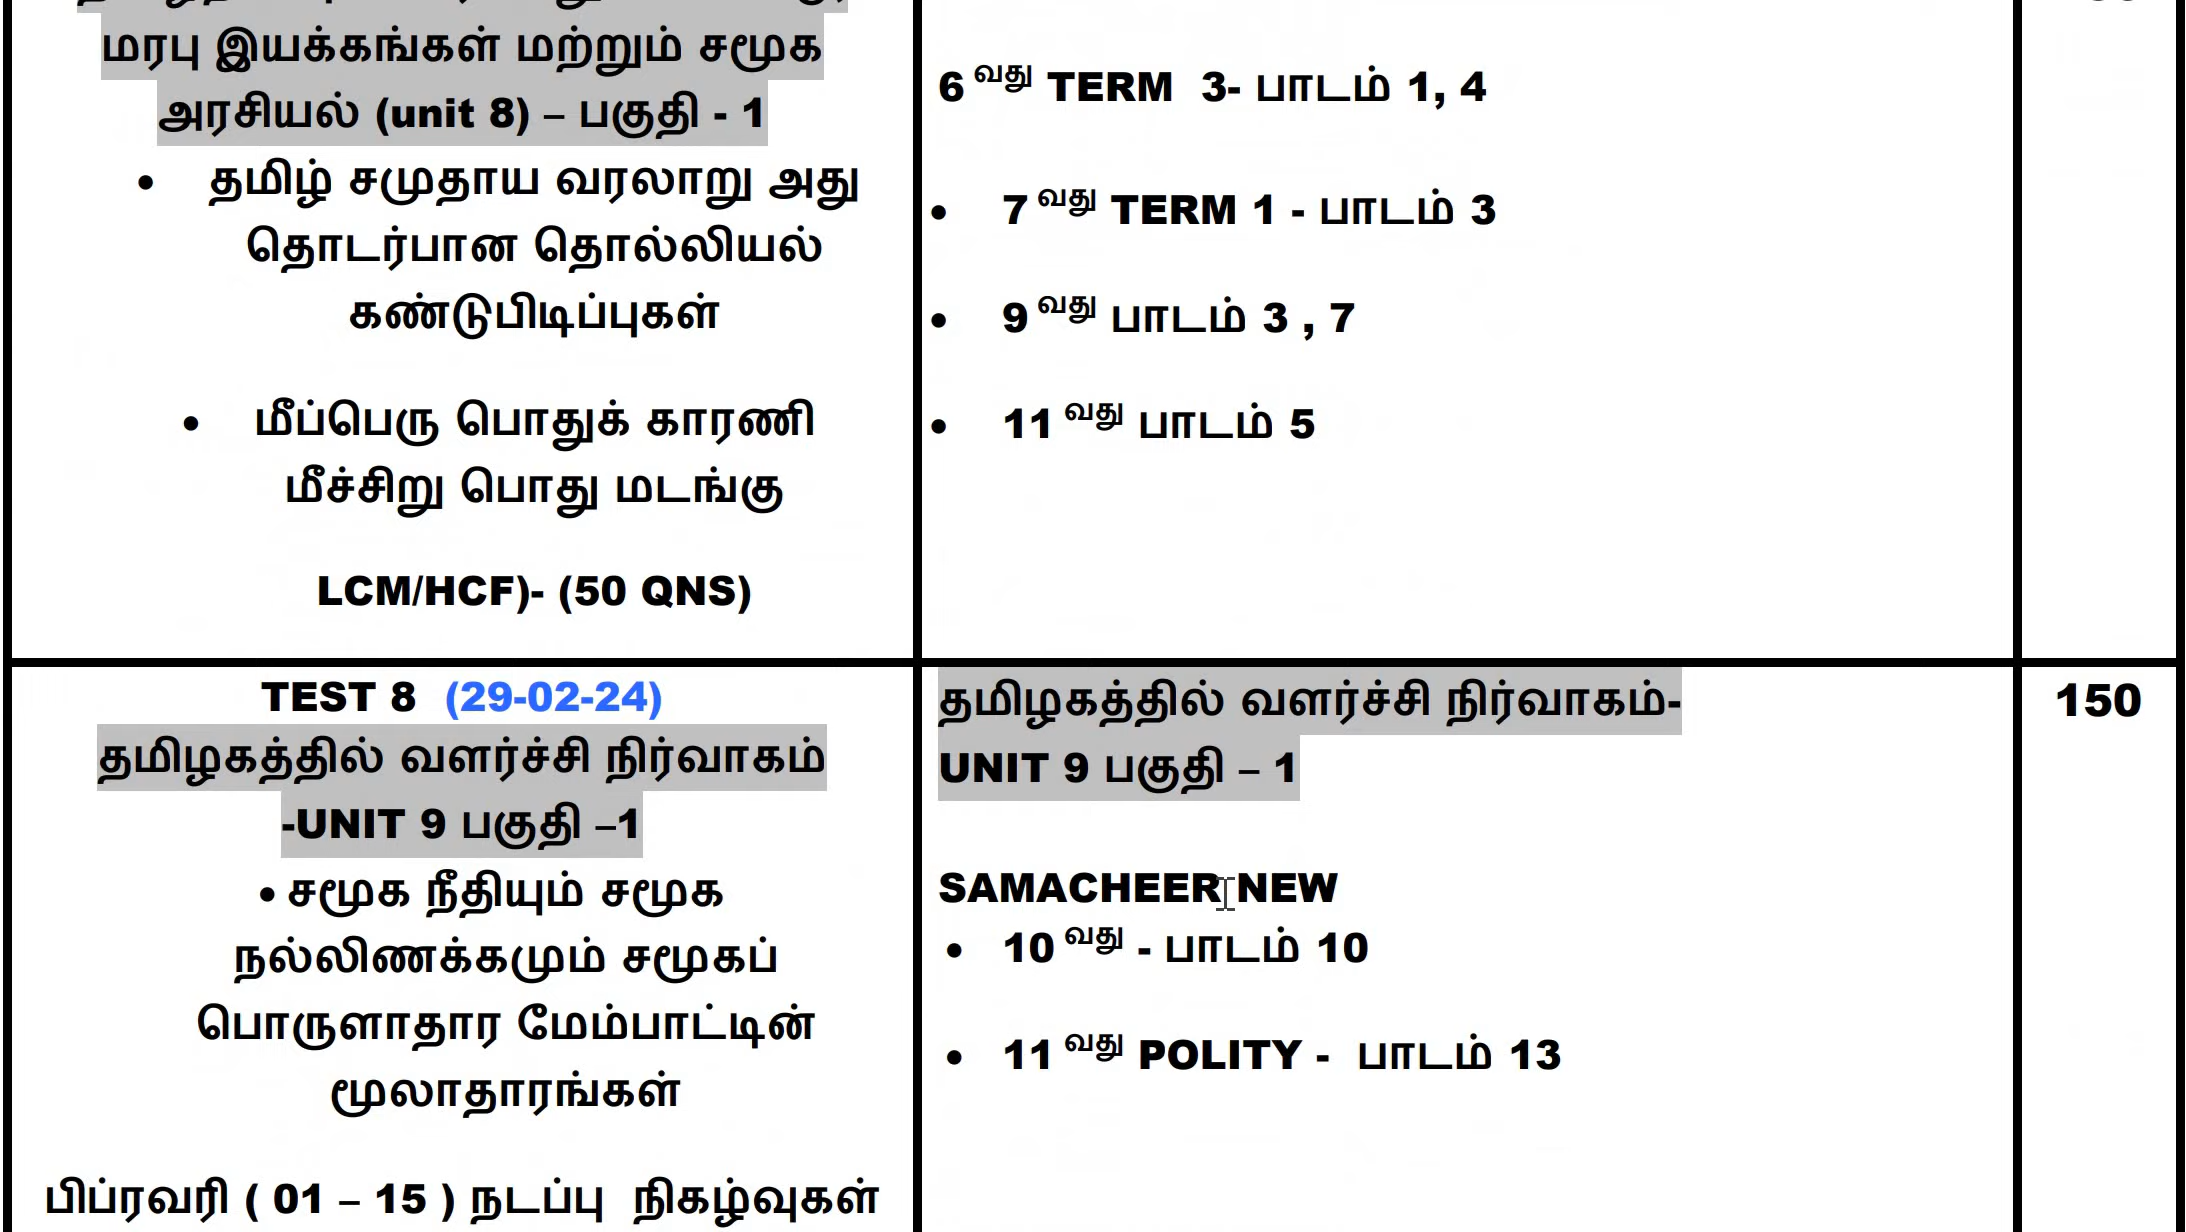 மரபு இயக்கங்கள் மற்றும் சமூக
அரசியல் (unit 8) – பகுதி - 1
• தமிழ் சமுதாய வரலாறு அது
தொடர்பான தொல்லியல்
கண்டுபிடிப்புகள்
• மீப்பெரு பொதுக் காரணி
மீச்சிறு பொது மடங்கு
LCM/HCF)- (50 QNS)
6 வது TERM 3- பாடம் 1, 4
• 7 வது TERM 1 - பாடம் 3
• 9 வது பாடம் 3 , 7
• 11 வது பாடம் 5
TEST 8 (29-02-24)
தமிழகத்தில் வளர்ச்சி நிர்வாகம்
-UNIT 9 பகுதி –1
• சமூக நீதியும் சமூக
நல்லிணக்கமும் சமூகப்
பொருளாதார மேம்பாட்டின்
மூலாதாரங்கள்
பிப்ரவரி ( 01 – 15 ) நடப்பு நிகழ்வுகள்
தமிழகத்தில் வளர்ச்சி நிர்வாகம்-
UNIT 9 பகுதி – 1
SAMACHEER NEW
• 10 வது - பாடம் 10
• 11 வது POLITY - பாடம் 13
150